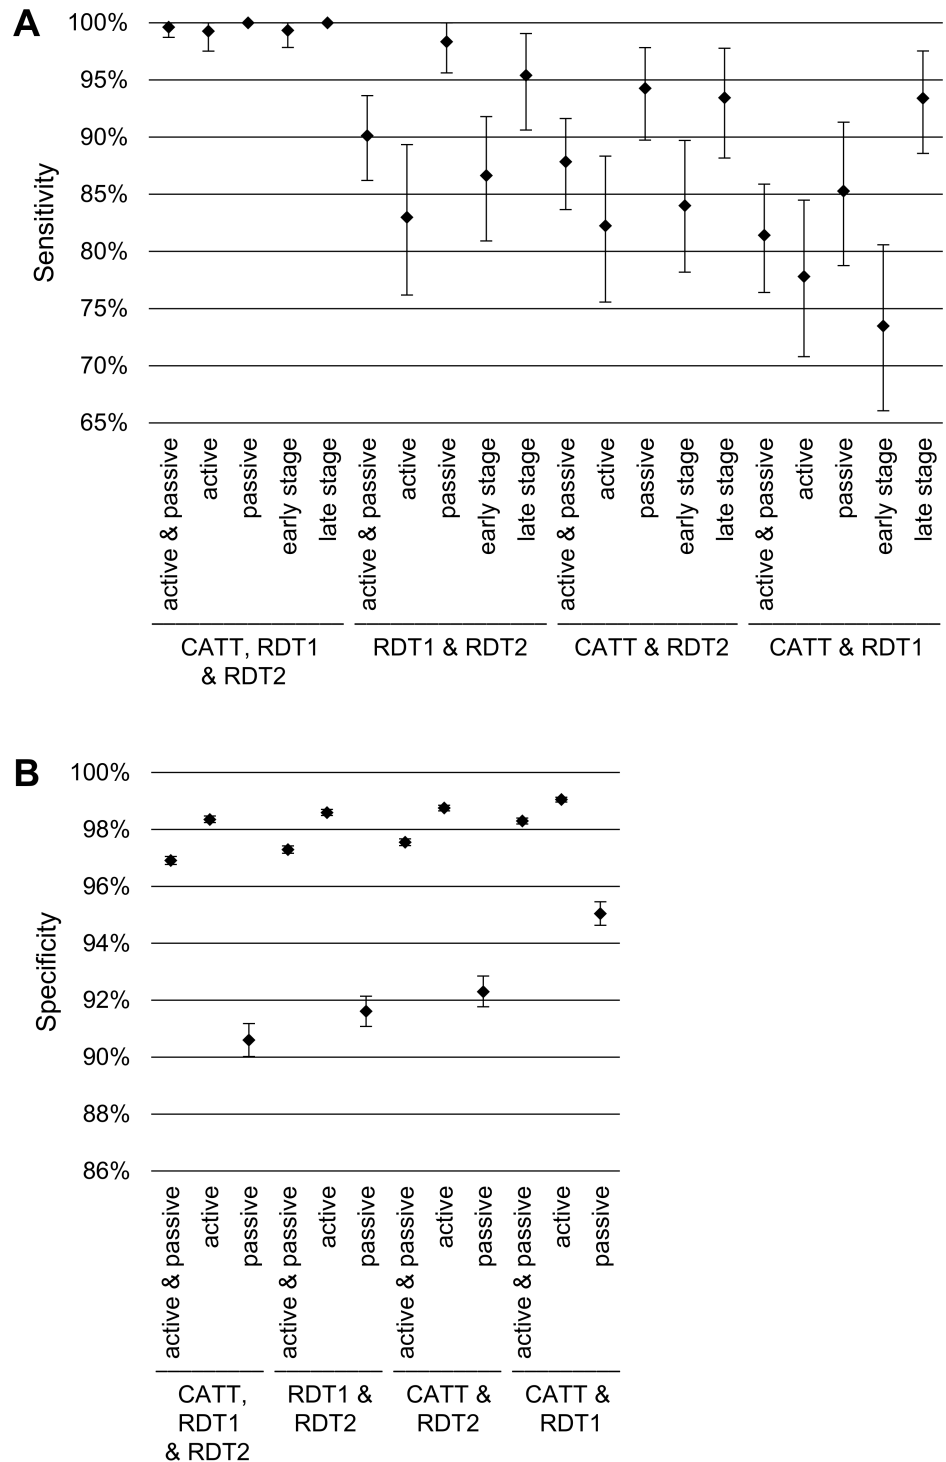 A
100%
95%
90%
85%
80%
75%
70%
65%
Sensitivity
active & passive
active
passive
early stage
late stage
active & passive
active
passive
early stage
late stage
active & passive
active
passive
early stage
late stage
active & passive
active
passive
early stage
late stage
CATT, RDT1
& RDT2
RDT1 & RDT2
CATT & RDT2
CATT & RDT1
B
100%
98%
96%
94%
92%
90%
88%
86%
Specificity
active & passive
active
passive
active & passive
active
passive
active & passive
active
passive
active & passive
active
passive
CATT,
RDT1
& RDT2
RDT1 &
RDT2
CATT &
RDT2
CATT &
RDT1